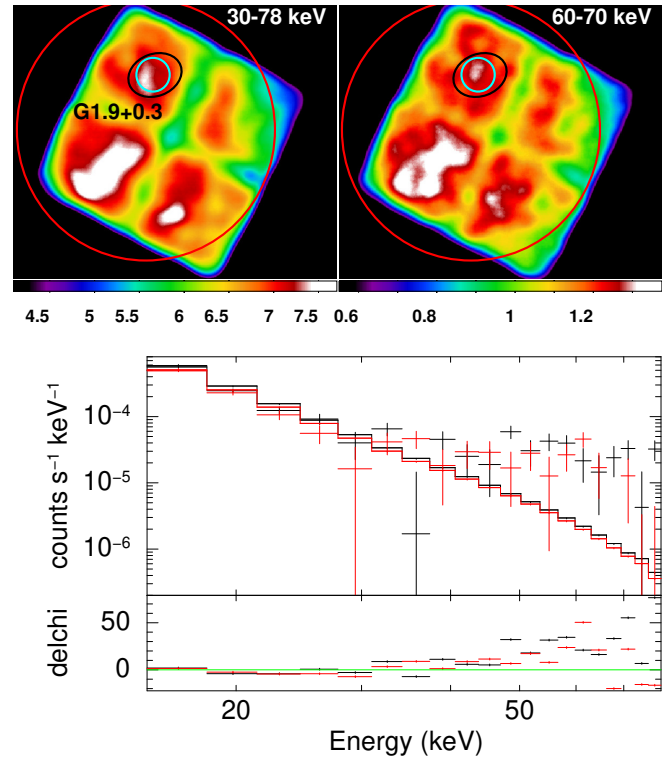 30-78 keV
60-70 keV
G1.9+0.3
4.5 5 5.5 6 6.5 7 7.5
0.6 0.8 1 1.2
counts s⁻¹ keV⁻¹
10⁻⁴
10⁻⁵
10⁻⁶
delchi
50
0
20 50
Energy (keV)